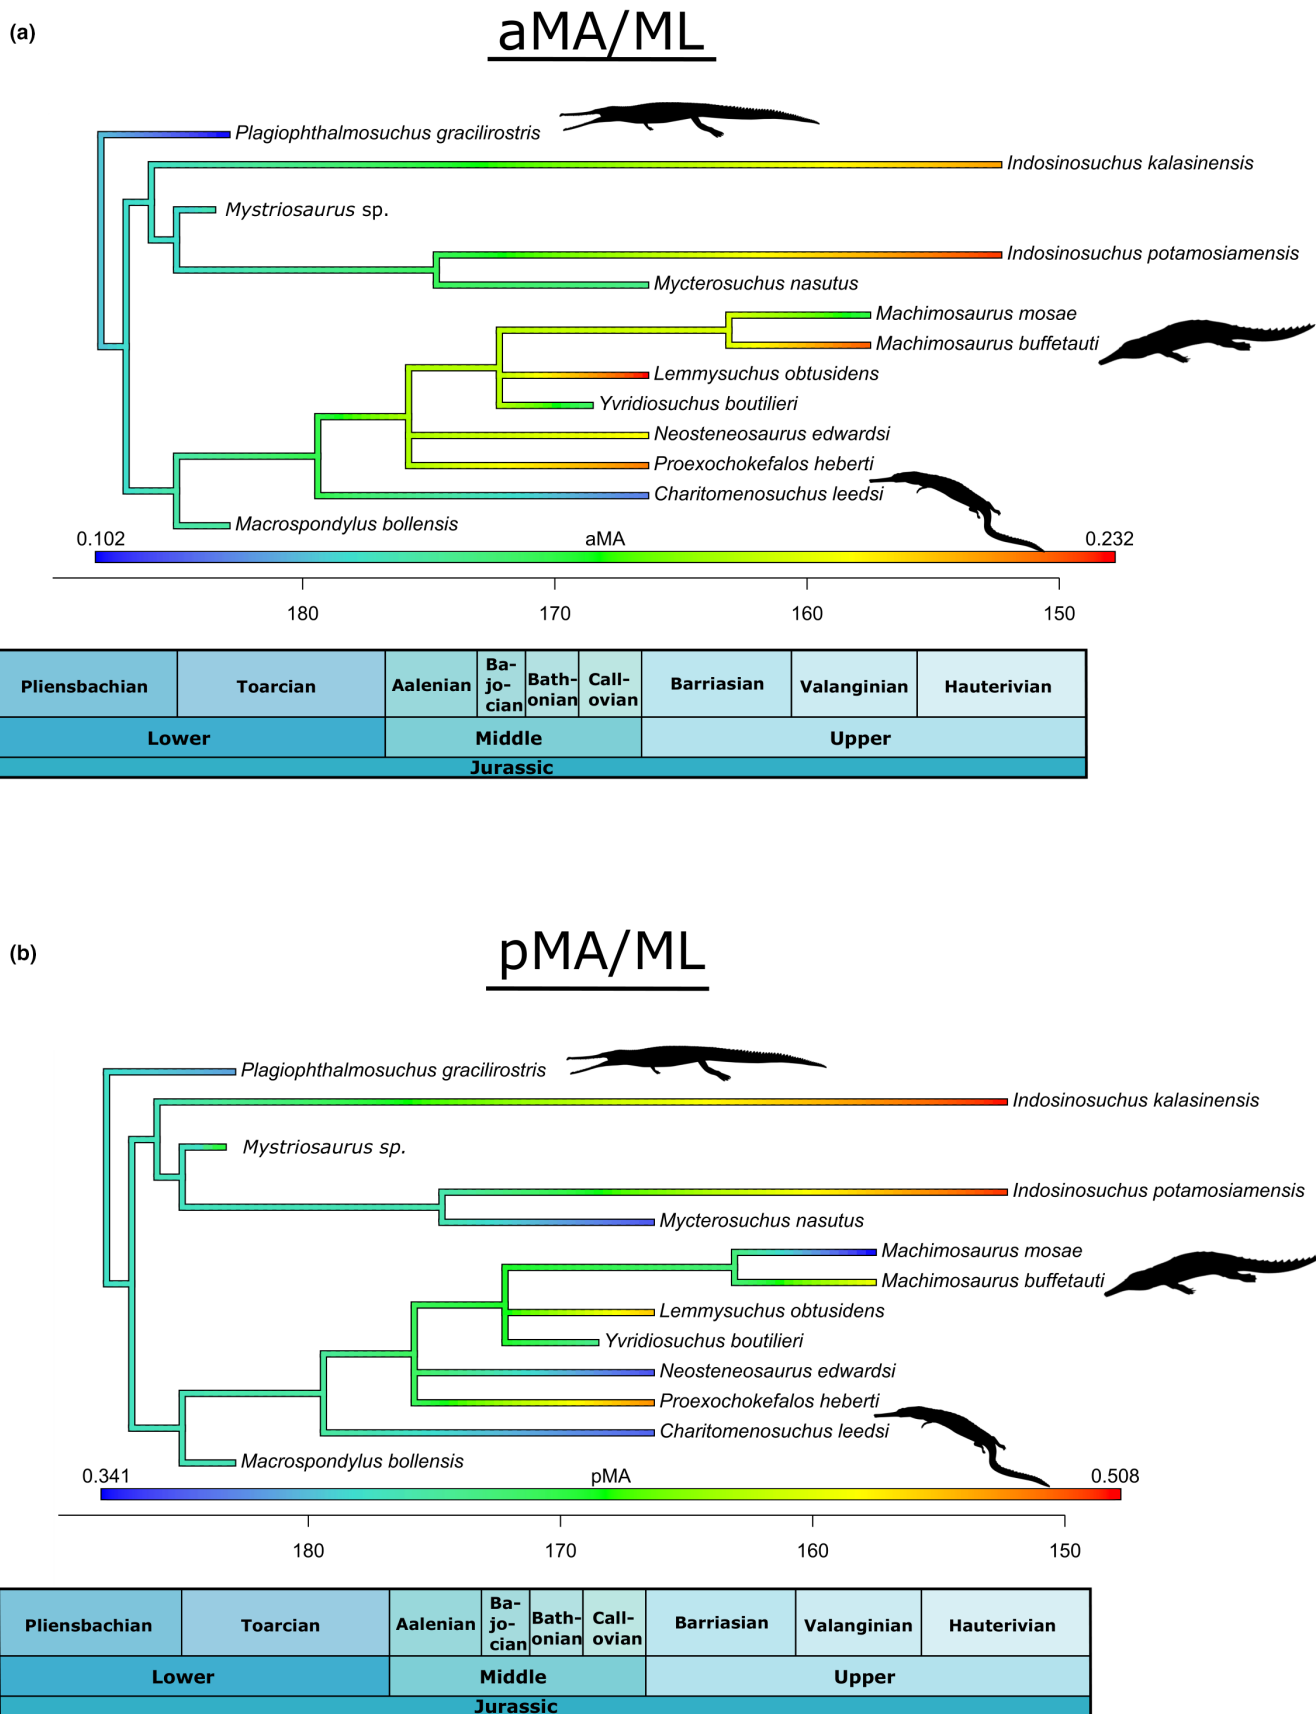 (a)
aMA/ML
Plagiophthalmosuchus gracilirostris
Indosinosuchus kalasinensis
Mystriosaurus sp.
Indosinosuchus potamosiamensis
Mycterosuchus nasutus
Machimosaurus mosae
Machimosaurus buffetauti
Lemmysuchus obtusidens
Yvridiosuchus boutilieri
Neosteneosaurus edwardsi
Proexochokefalos heberti
Charitomenosuchus leedsi
Macrospondylus bollensis
0.102 aMA 0.232
180 170 160 150
Pliensbachian
Toarcian
Aalenian
Ba-
jo-
cian
Bath-
onian
Call-
ovian
Barriasian
Valanginian
Hauterivian
Lower Middle Upper
Jurassic
(b)
pMA/ML
Plagiophthalmosuchus gracilirostris
Indosinosuchus kalasinensis
Mystriosaurus sp.
Indosinosuchus potamosiamensis
Mycterosuchus nasutus
Machimosaurus mosae
Machimosaurus buffetauti
Lemmysuchus obtusidens
Yvridiosuchus boutilieri
Neosteneosaurus edwardsi
Proexochokefalos heberti
Charitomenosuchus leedsi
Macrospondylus bollensis
0.341 pMA 0.508
180 170 160 150
Pliensbachian
Toarcian
Aalenian
Ba-
jo-
cian
Bath-
onian
Call-
ovian
Barriasian
Valanginian
Hauterivian
Lower Middle Upper
Jurassic